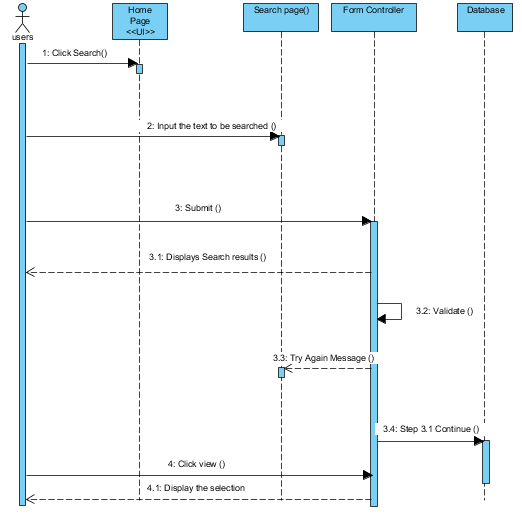 users
Home
Page
<<UI>>
Search page()
Form Controller
Database
1: Click Search()
2: Input the text to be searched ()
3: Submit ()
3.1: Displays Search results ()
3.2: Validate ()
3.3: Try Again Message ()
3.4: Step 3.1 Continue ()
4: Click view ()
4.1: Display the selection